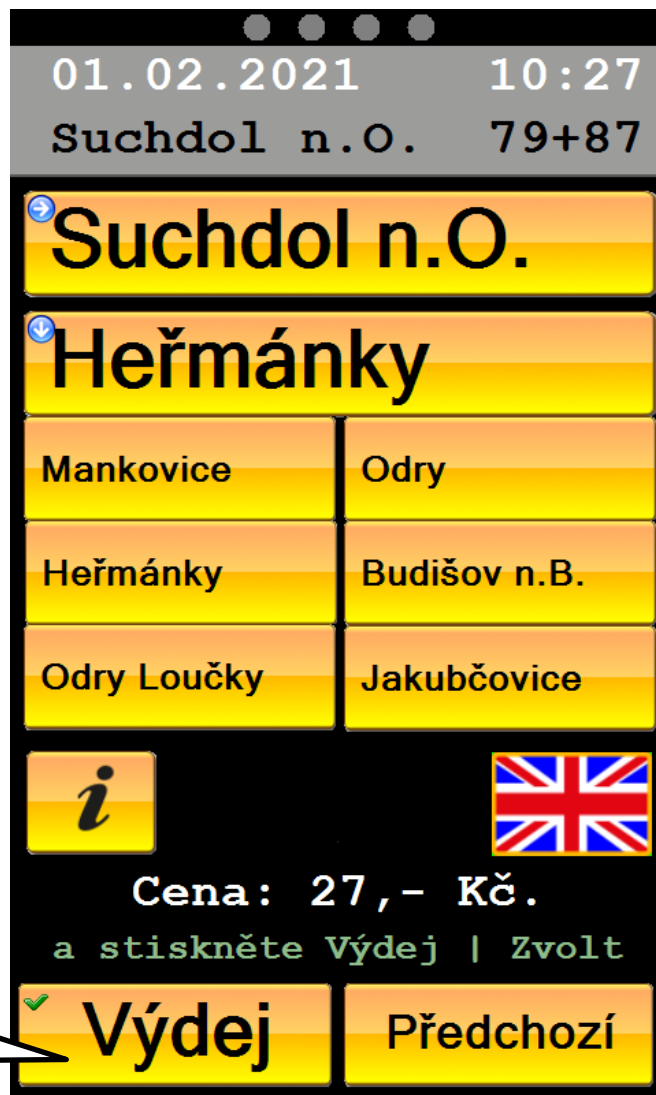 01.02.2021 10:27
Suchdol n.O. 79+87
Suchdol n.O.
Heřmánky
Mankovice Odry
Heřmánky Budišov n.B.
Odry Loučky Jakubčovice
i
Cena: 27,- Kč.
a stiskněte Výdej | Zvolt
Výdej Předchozí